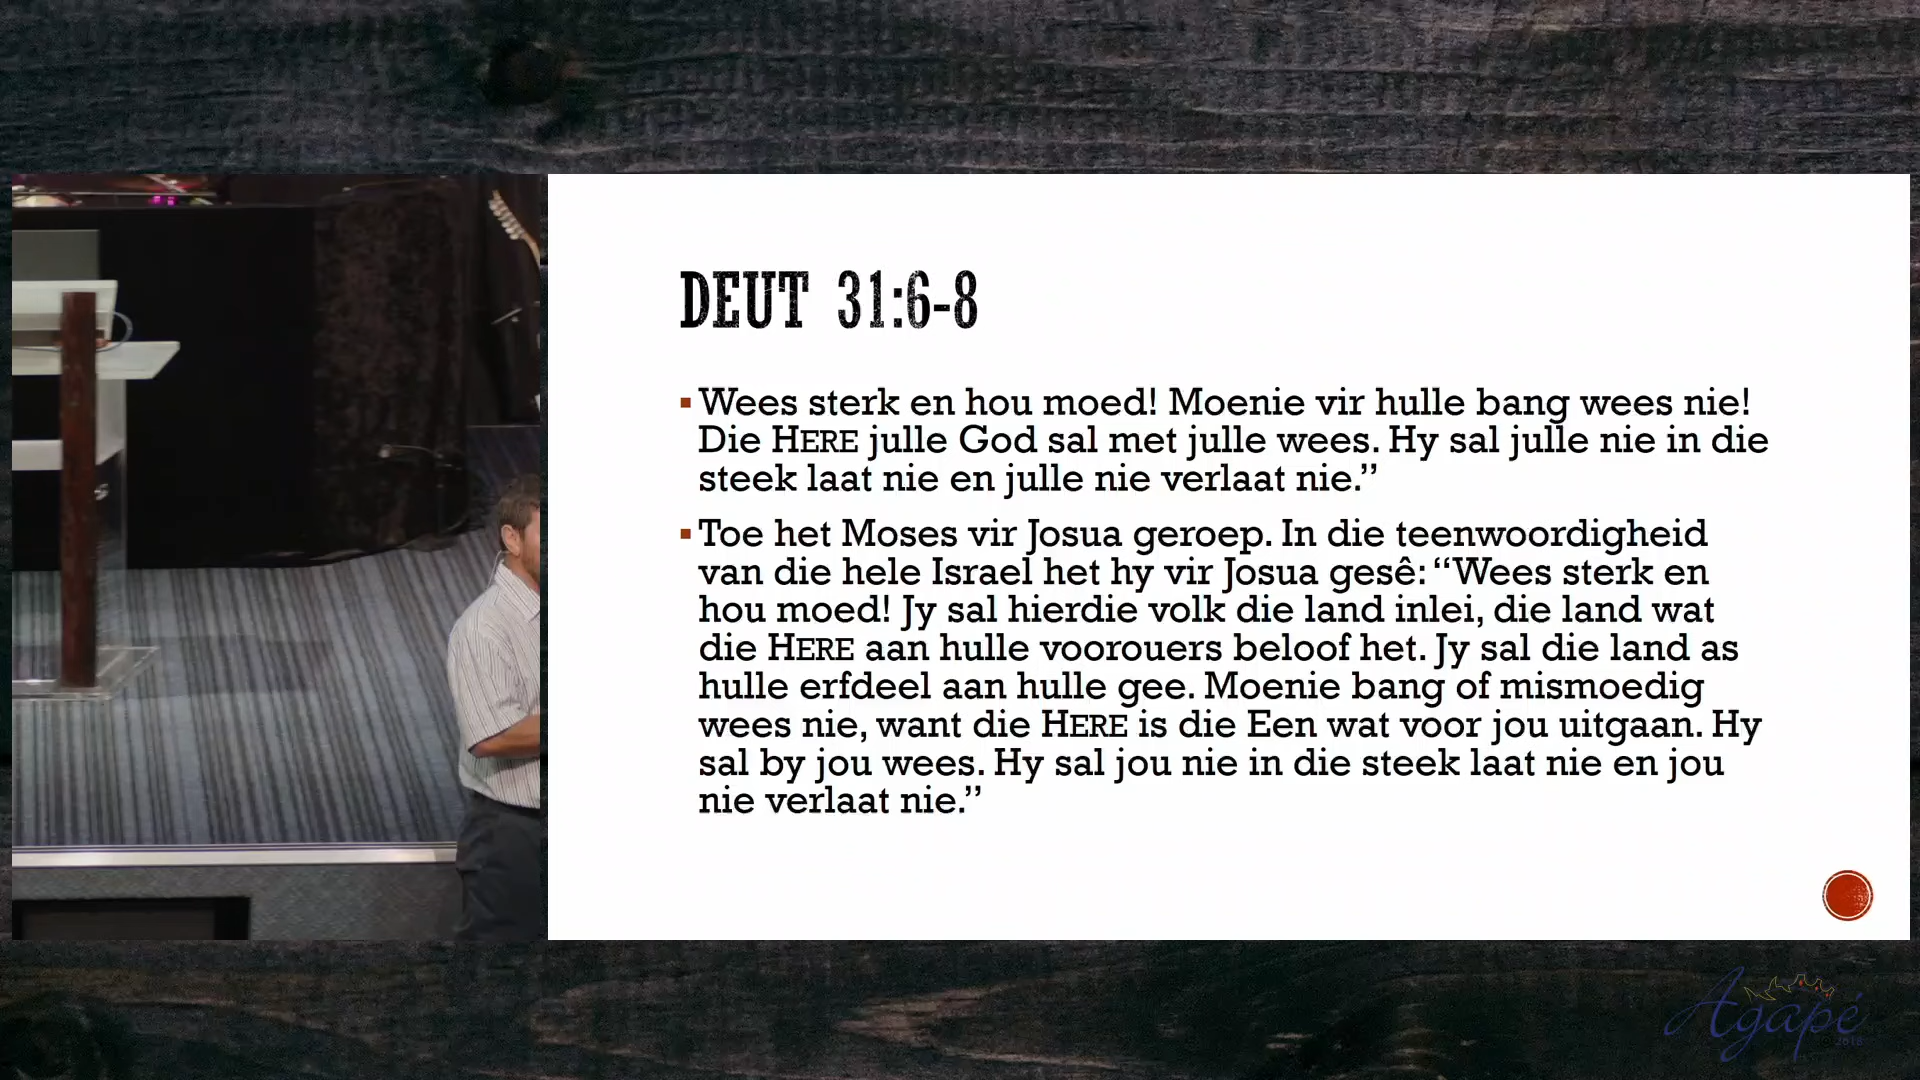 DEUT 31:6-8
Wees sterk en hou moed! Moenie vir hulle bang wees nie!
Die HERE julle God sal met julle wees. Hy sal julle nie in die
steek laat nie en julle nie verlaat nie.”
Toe het Moses vir Josua geroep. In die teenwoordigheid
van die hele Israel het hy vir Josua gesê: “Wees sterk en
hou moed! Jy sal hierdie volk die land inlei, die land wat
die HERE aan hulle voorouers beloof het. Jy sal die land as
hulle erfdeel aan hulle gee. Moenie bang of mismoedig
wees nie, want die HERE is die Een wat voor jou uitgaan. Hy
sal by jou wees. Hy sal jou nie in die steek laat nie en jou
nie verlaat nie.”
Agapé
2018